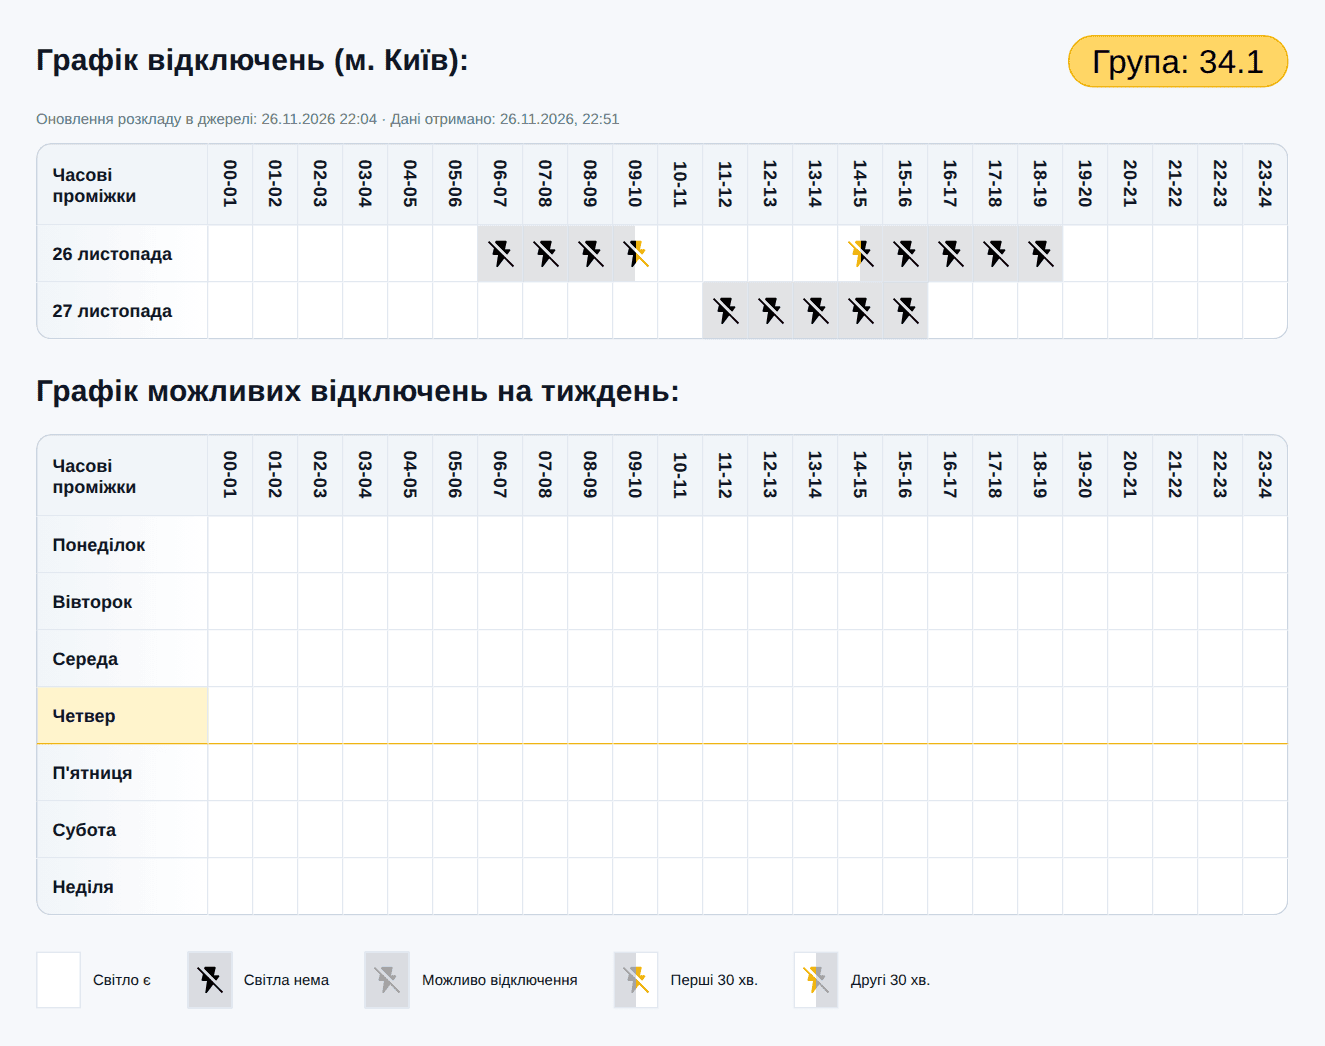 Графік відключень (м. Київ):
Група: 34.1
Оновлення розкладу в джерелі: 26.11.2026 22:04 · Дані отримано: 26.11.2026, 22:51
Часові проміжки 00-01 01-02 02-03 03-04 04-05 05-06 06-07 07-08 08-09 09-10 10-11 11-12 12-13 13-14 14-15 15-16 16-17 17-18 18-19 19-20 20-21 21-22 22-23 23-24
26 листопада
27 листопада
Графік можливих відключень на тиждень:
Часові проміжки 00-01 01-02 02-03 03-04 04-05 05-06 06-07 07-08 08-09 09-10 10-11 11-12 12-13 13-14 14-15 15-16 16-17 17-18 18-19 19-20 20-21 21-22 22-23 23-24
Понеділок
Вівторок
Середа
Четвер
П'ятниця
Субота
Неділя
Світло є Світла нема Можливо відключення Перші 30 хв. Другі 30 хв.